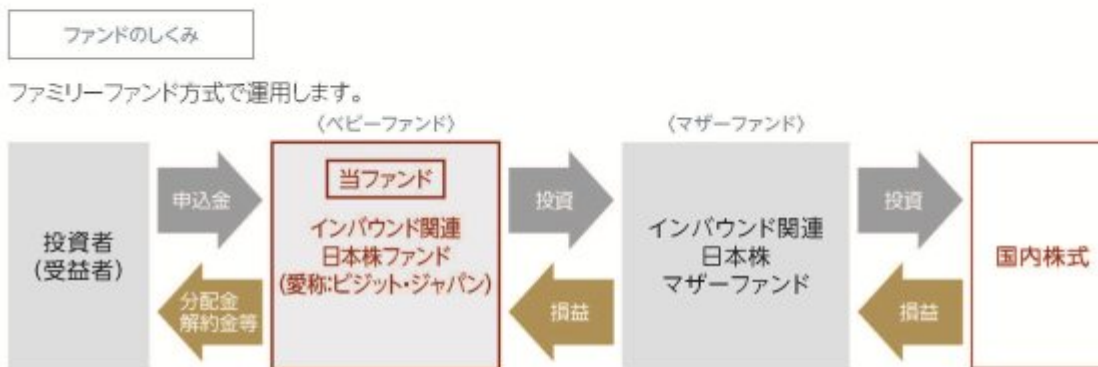 ファンドのしくみ
ファミリーファンド方式で運用します。
〈ベビーファンド〉
〈マザーファンド〉
投資者
(受益者)
申込金
分配金
解約金等
当ファンド
インバウンド関連
日本株ファンド
(愛称:ビジット・ジャパン)
投資
損益
インバウンド関連
日本株
マザーファンド
投資
損益
国内株式